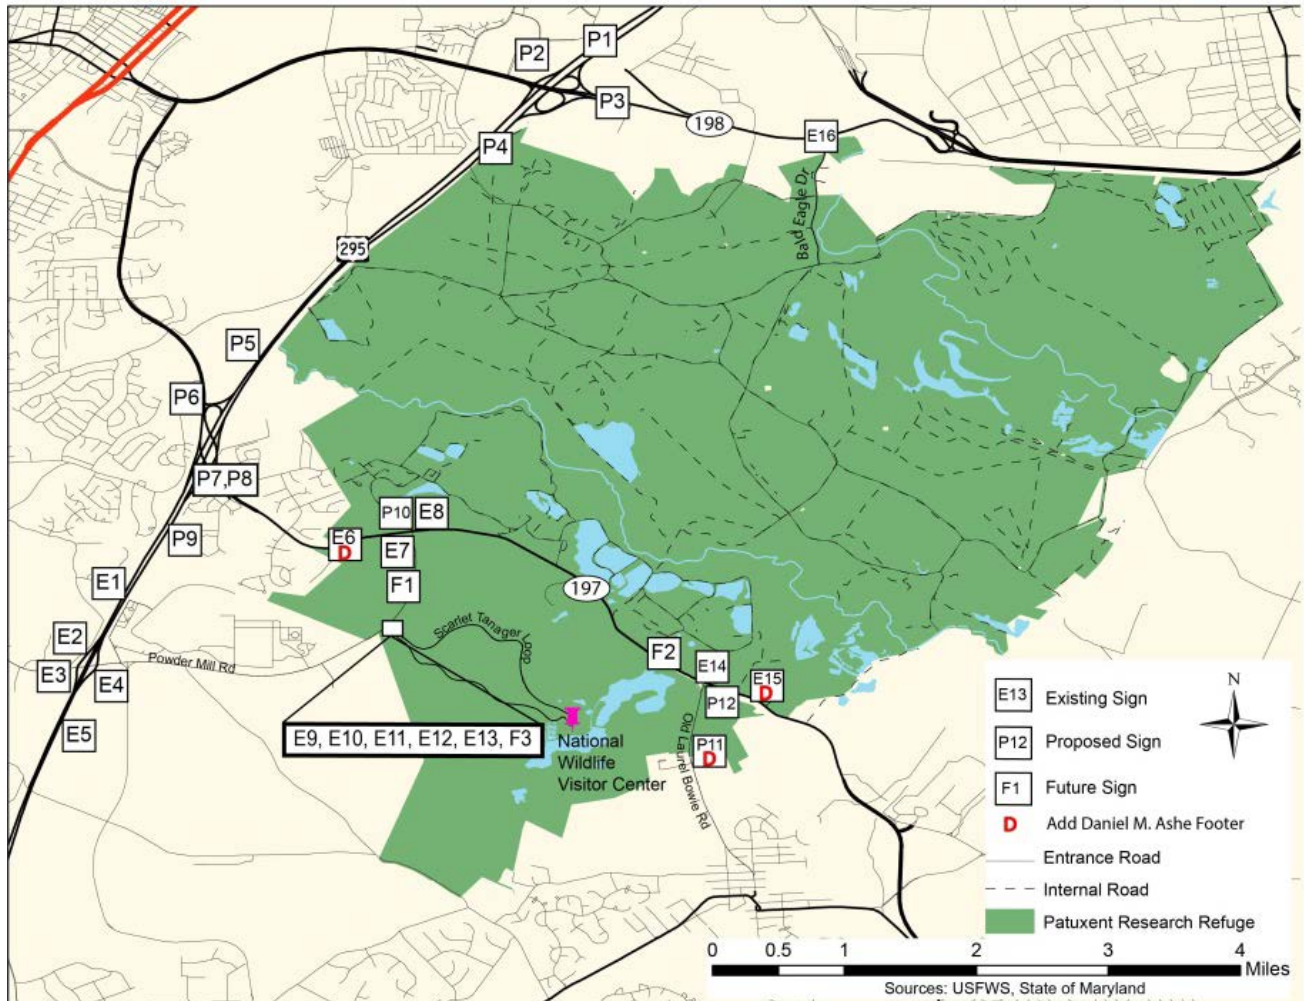 P1
P2
P3
198
E16
P4
Bald Eagle Dr
295
P5
P6
P7,P8
P10
E8
E6
D
P9
E7
E1
F1
197
Scarlet Tanager Loop
E2
F2
E14
Powder Mill Rd
E3
E4
E15
D
P12
E5
E9, E10, E11, E12, E13, F3
National
Wildlife
Visitor Center
P11
D
Old Laurel Bowie Rd
N
E13 Existing Sign
P12 Proposed Sign
F1 Future Sign
D Add Daniel M. Ashe Footer
Entrance Road
Internal Road
Patuxent Research Refuge
0 0.5 1 2 3 4
Miles
Sources: USFWS, State of Maryland